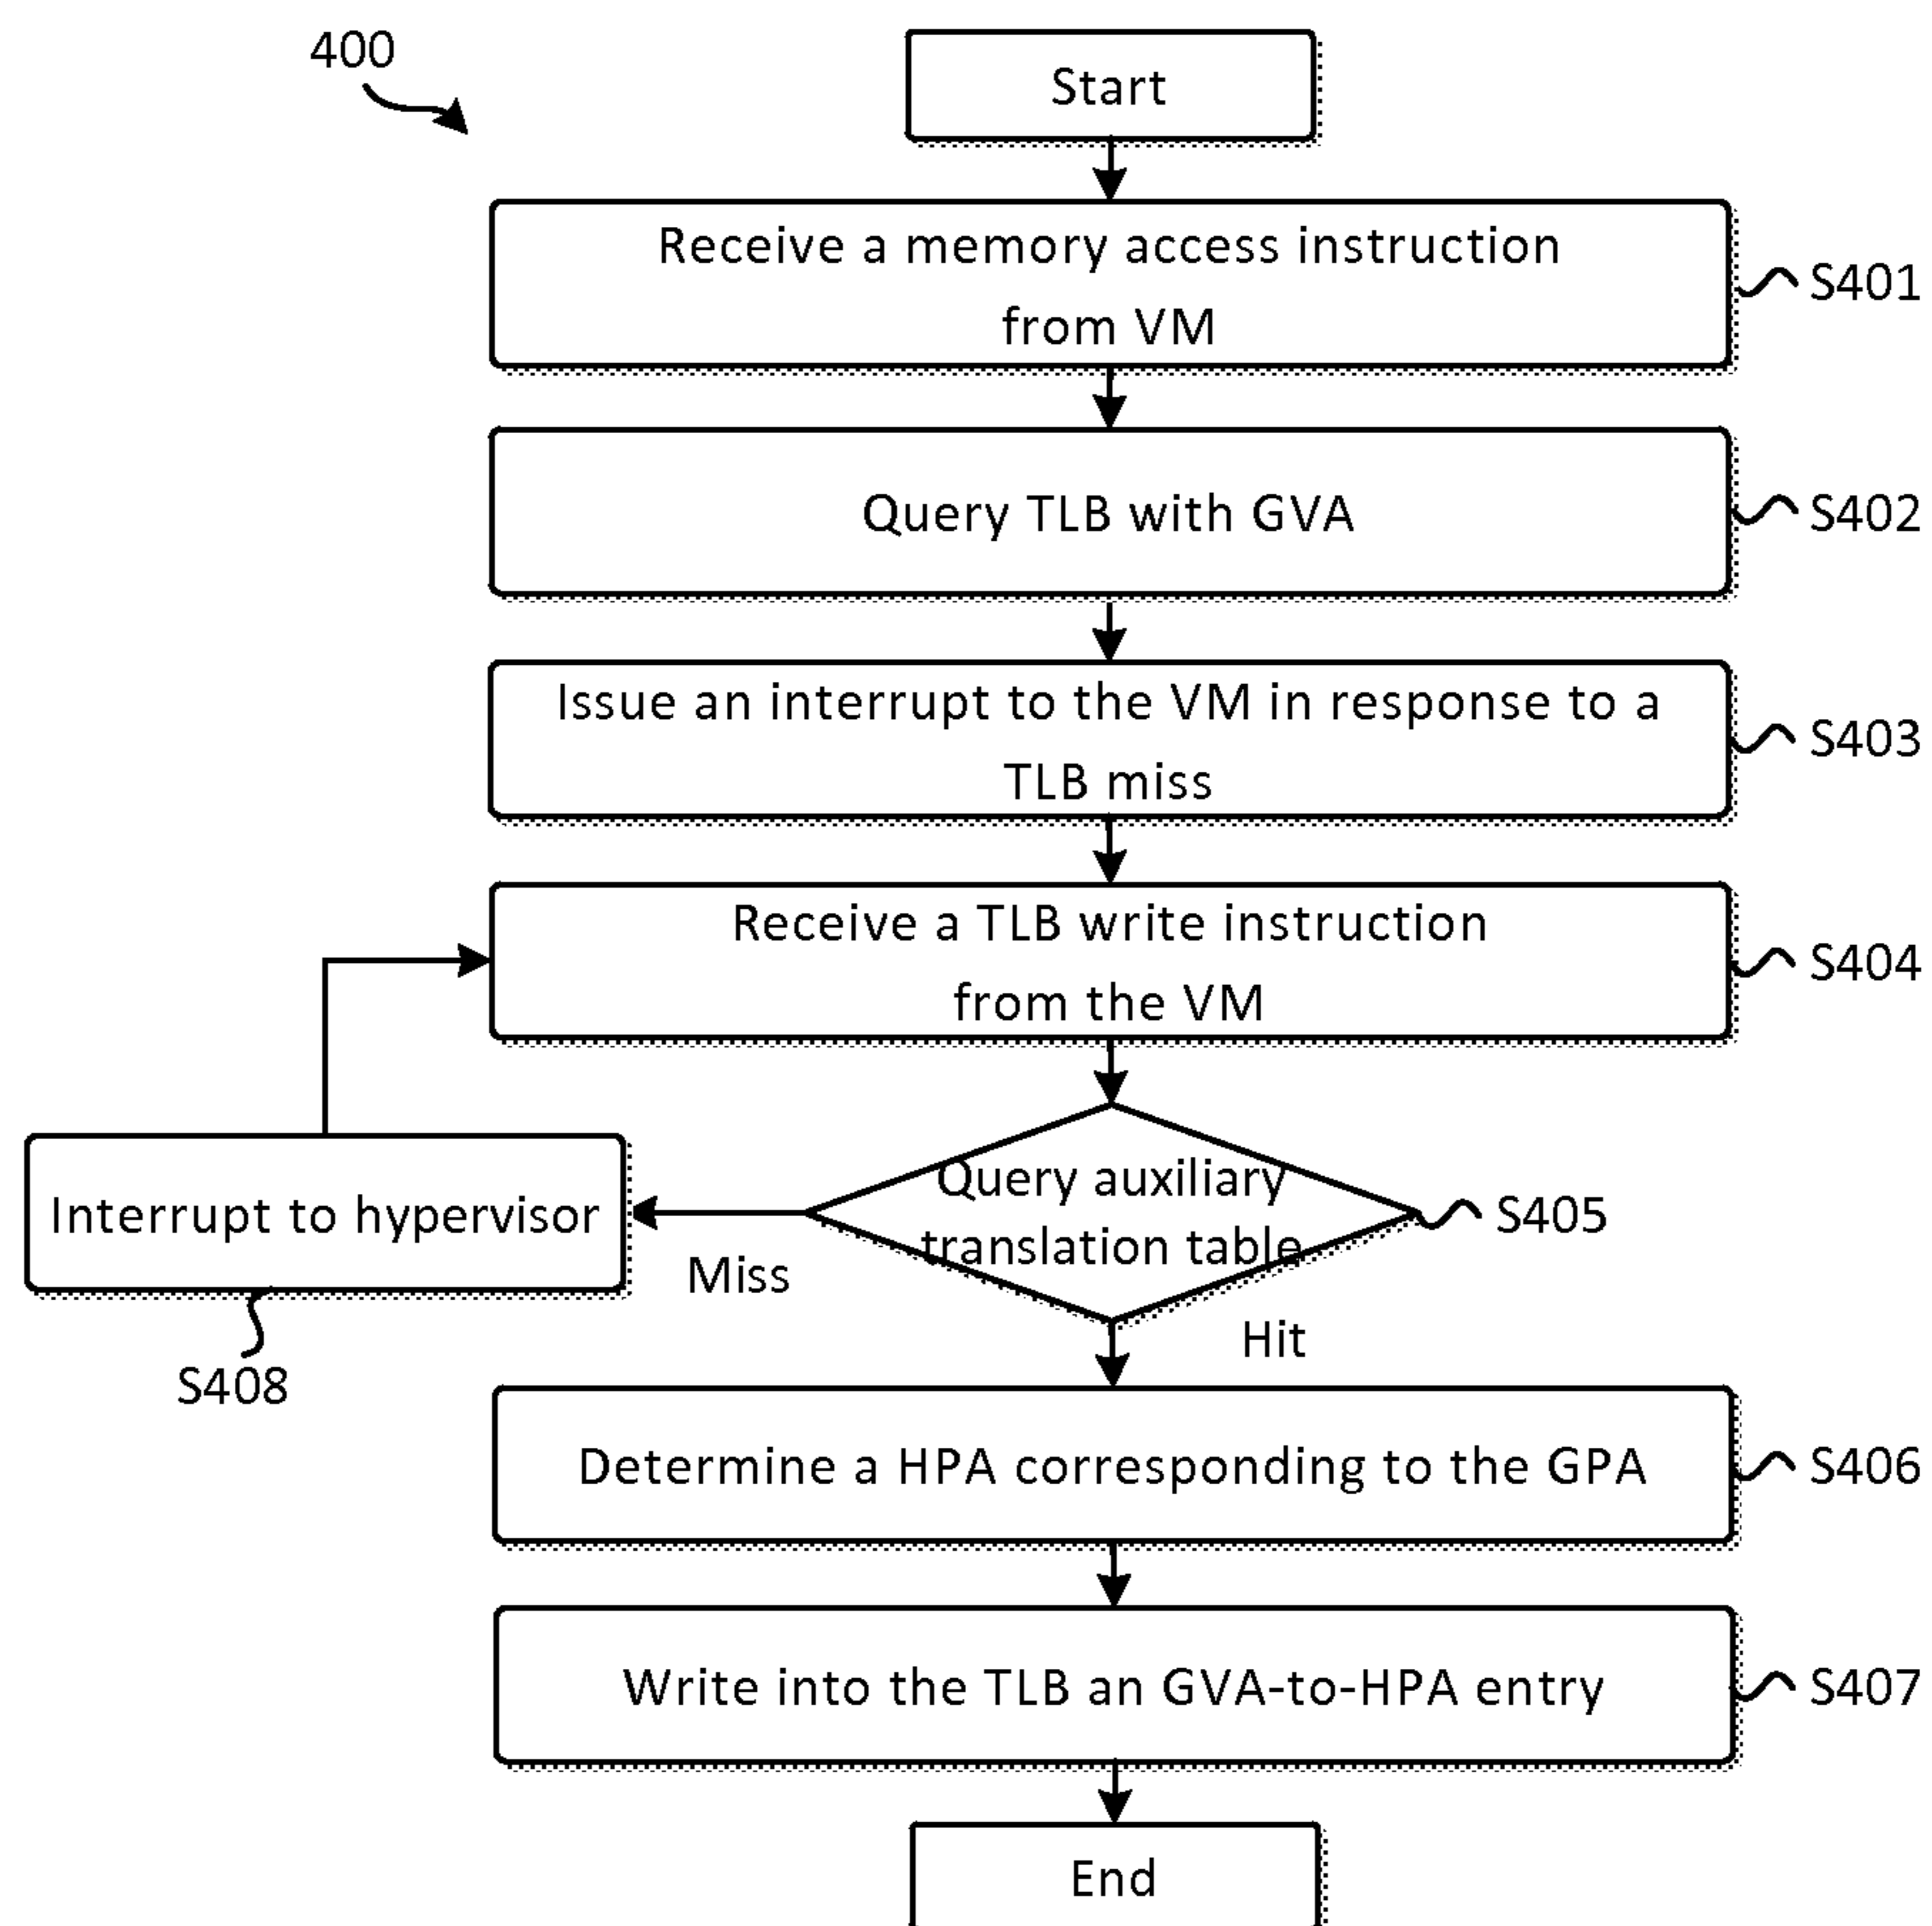 400
Start
Receive a memory access instruction
from VM
S401
Query TLB with GVA
S402
Issue an interrupt to the VM in response to a
TLB miss
S403
Receive a TLB write instruction
from the VM
S404
Query auxiliary
translation table
S405
Interrupt to hypervisor
Miss
Hit
S408
Determine a HPA corresponding to the GPA
S406
Write into the TLB an GVA-to-HPA entry
S407
End